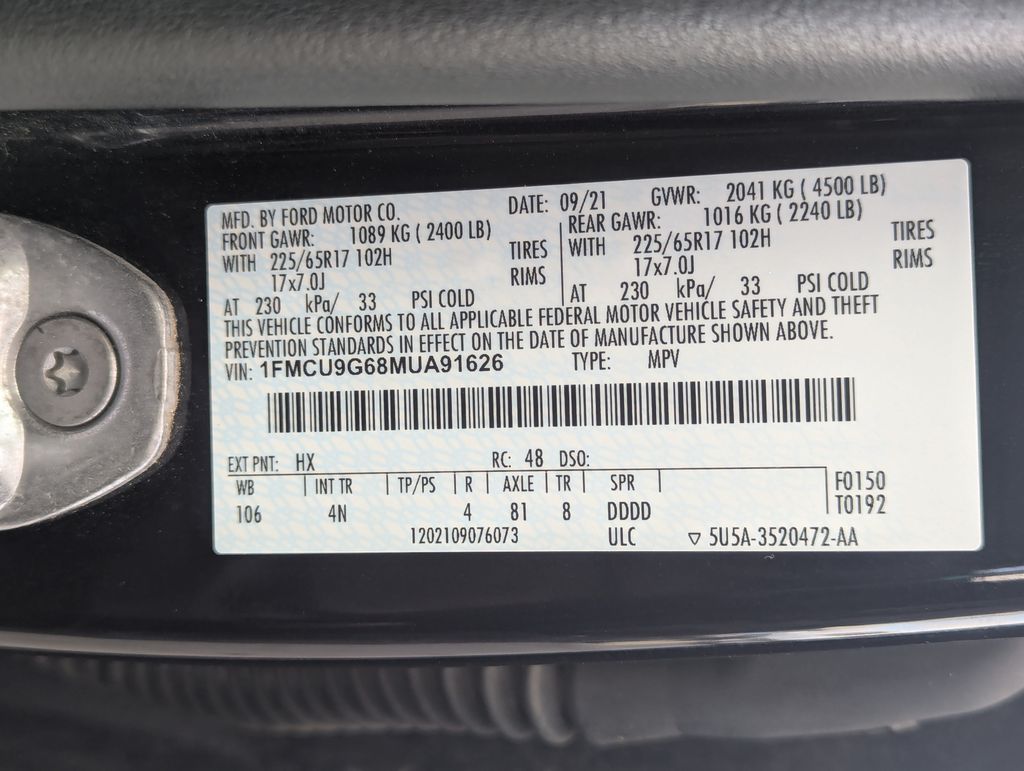 MFD. BY FORD MOTOR CO. DATE: 09/21 GVWR: 2041 KG ( 4500 LB)
FRONT GAWR: 1089 KG ( 2400 LB) REAR GAWR: 1016 KG ( 2240 LB)
WITH 225/65R17 102H TIRES WITH 225/65R17 102H TIRES
17x7.0J RIMS 17x7.0J RIMS
AT 230 kPa/ 33 PSI COLD AT 230 kPa/ 33 PSI COLD
THIS VEHICLE CONFORMS TO ALL APPLICABLE FEDERAL MOTOR VEHICLE SAFETY AND THEFT
PREVENTION STANDARDS IN EFFECT ON THE DATE OF MANUFACTURE SHOWN ABOVE.
VIN: 1FMCU9G68MUA91626 TYPE: MPV
EXT PNT: HX RC: 48 DSO:
WB INT TR TP/PS R AXLE TR SPR F0150
106 4N 4 81 8 DDDD T0192
1202109076073 ULC ▽ 5U5A-3520472-AA